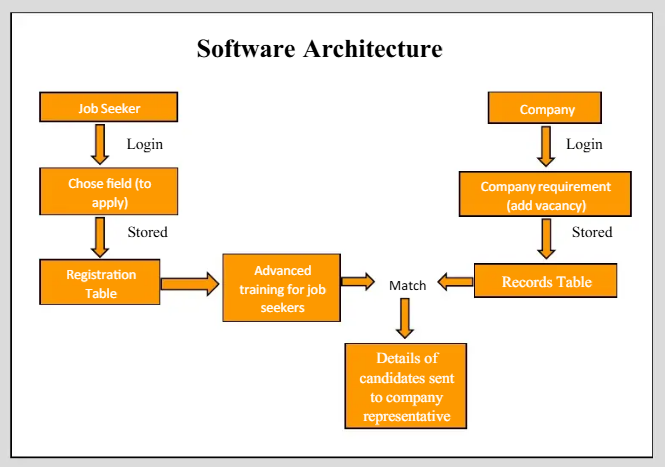 Software Architecture
Job Seeker
Company
Login
Login
Chose field (to
apply)
Company requirement
(add vacancy)
Stored
Stored
Registration
Table
Advanced
training for job
seekers
Match
Records Table
Details of
candidates sent
to company
representative